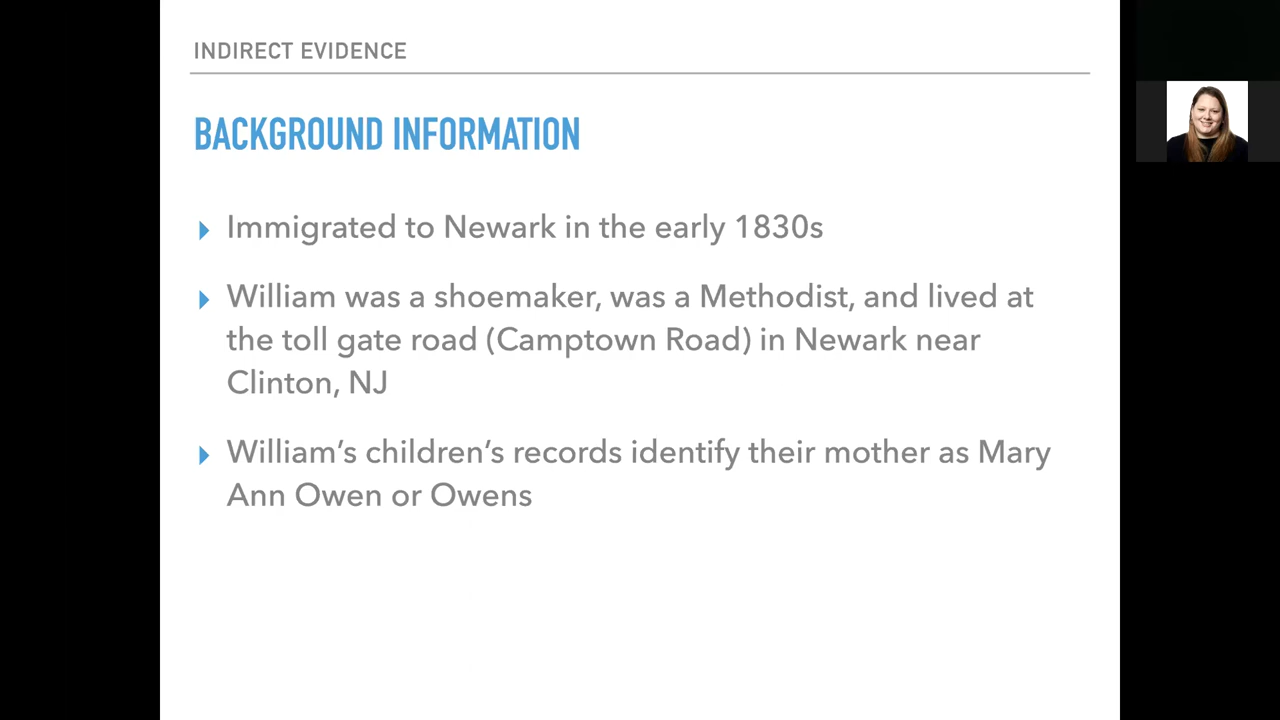 INDIRECT EVIDENCE
BACKGROUND INFORMATION
Immigrated to Newark in the early 1830s
William was a shoemaker, was a Methodist, and lived at
the toll gate road (Camptown Road) in Newark near
Clinton, NJ
William’s children’s records identify their mother as Mary
Ann Owen or Owens